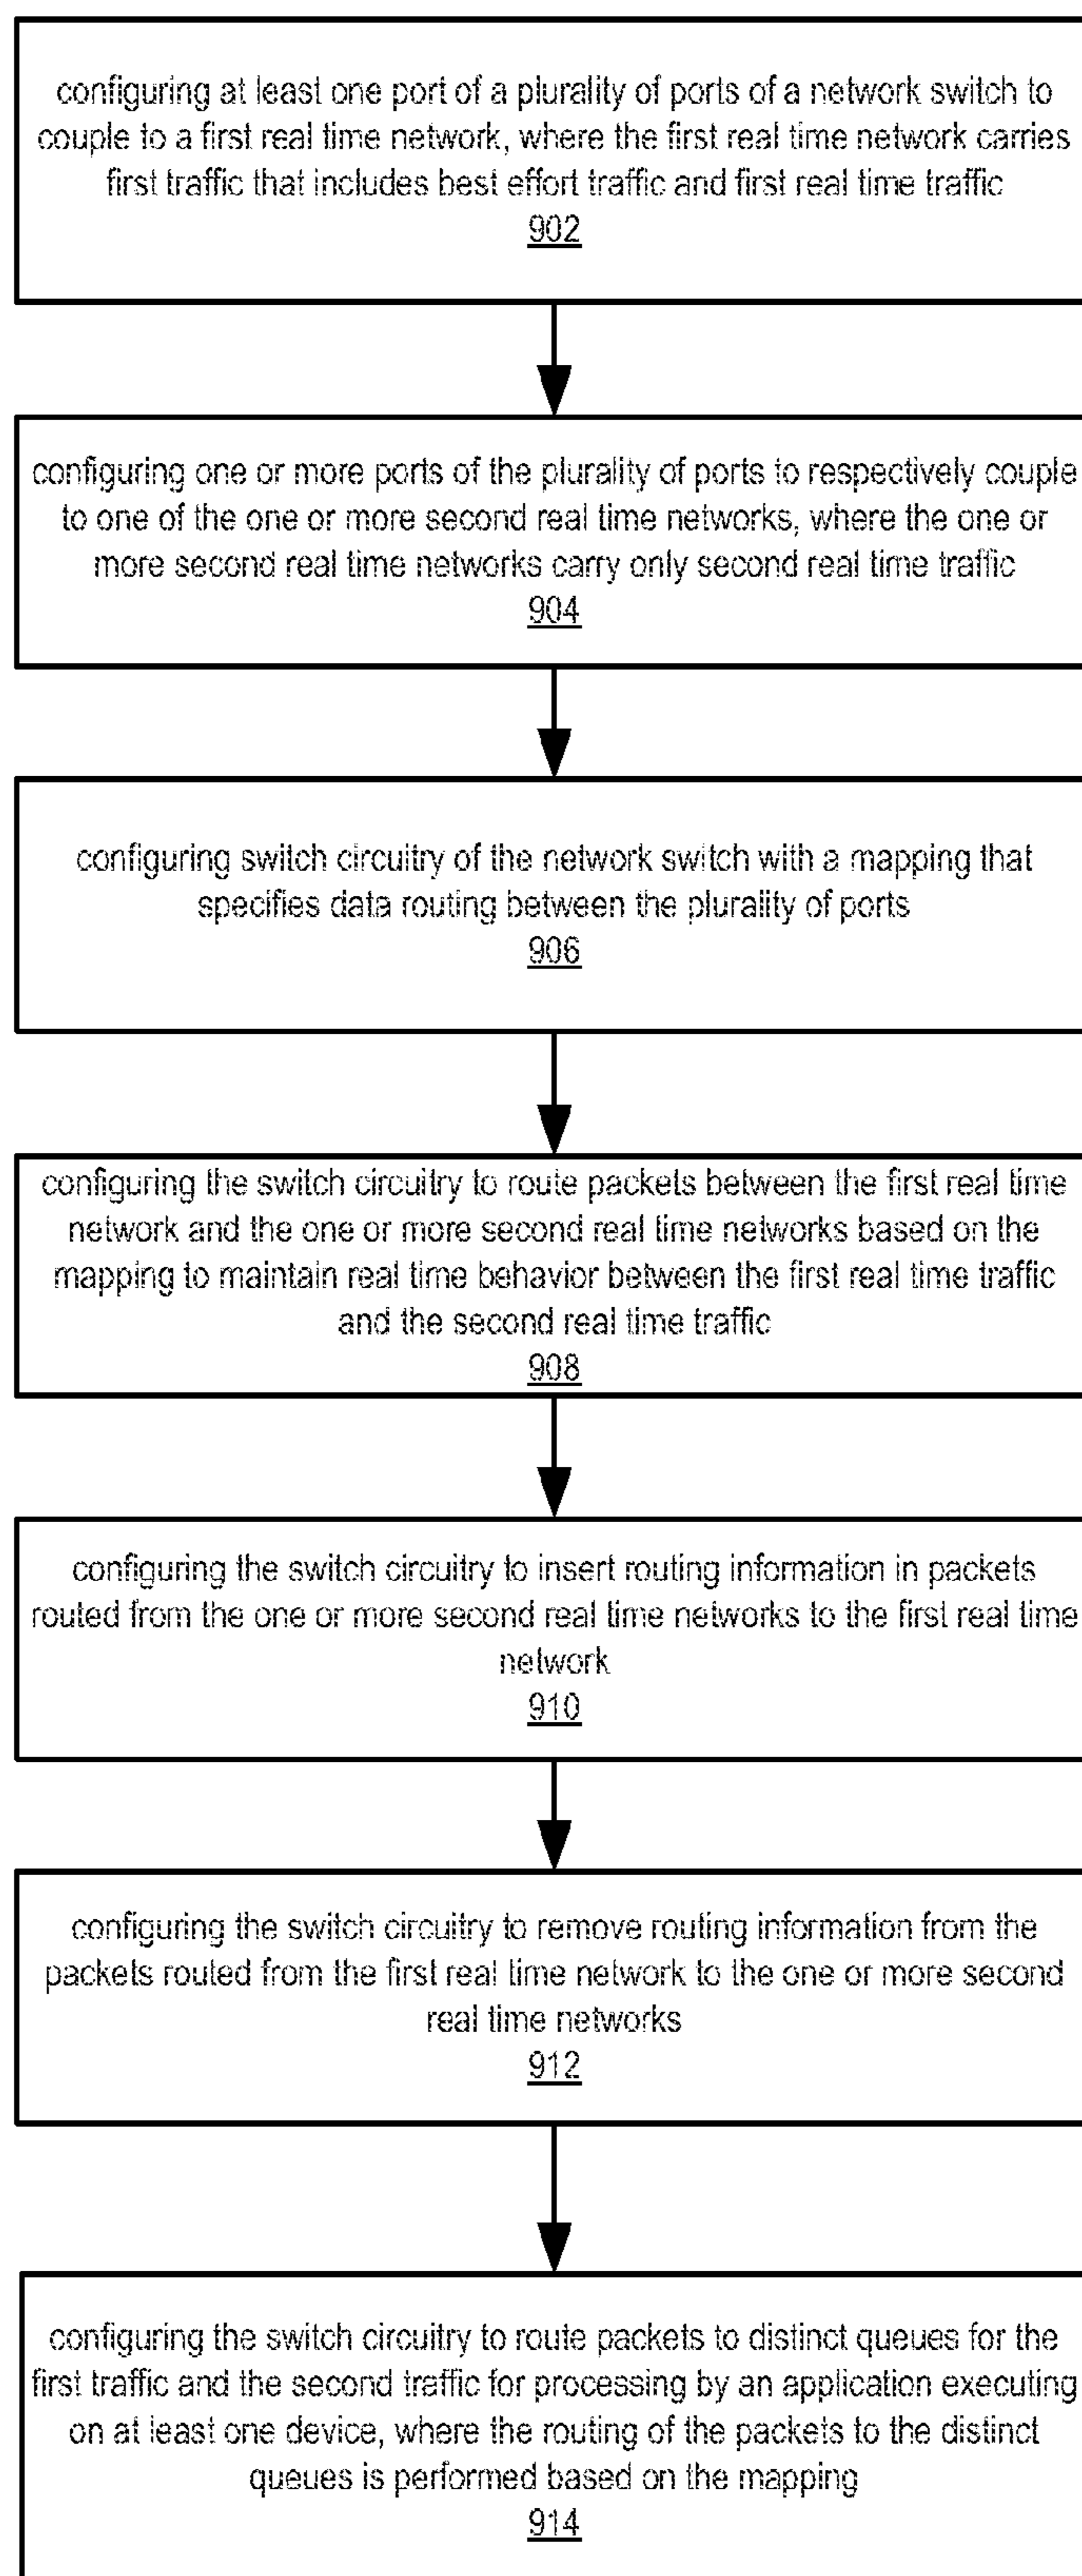 configuring at least one port of a plurality of ports of a network switch to
couple to a first real time network, where the first real time network carries
first traffic that includes best effort traffic and first real time traffic
902
configuring one or more ports of the plurality of ports to respectively couple
to one of the one or more second real time networks, where the one or
more second real time networks carry only second real time traffic
904
configuring switch circuitry of the network switch with a mapping that
specifies data routing between the plurality of ports
906
configuring the switch circuitry to route packets between the first real time
network and the one or more second real time networks based on the
mapping to maintain real time behavior between the first real time traffic
and the second real time traffic
908
configuring the switch circuitry to insert routing information in packets
routed from the one or more second real time networks to the first real time
network
910
configuring the switch circuitry to remove routing information from the
packets routed from the first real time network to the one or more second
real time networks
912
configuring the switch circuitry to route packets to distinct queues for the
first traffic and the second traffic for processing by an application executing
on at least one device, where the routing of the packets to the distinct
queues is performed based on the mapping
914